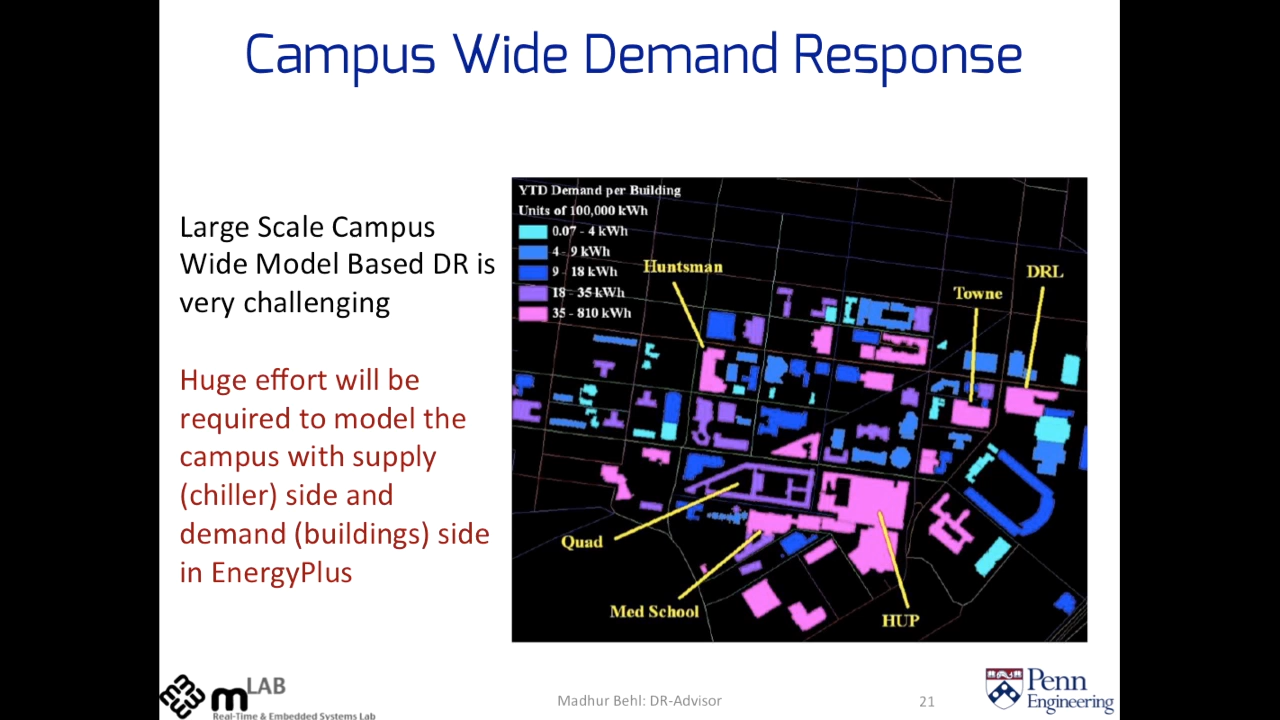 Campus Wide Demand Response
Large Scale Campus
Wide Model Based DR is
very challenging
Huge effort will be
required to model the
campus with supply
(chiller) side and
demand (buildings) side
in EnergyPlus
YTD Demand per Building
Units of 100,000 kWh
0.07 - 4 kWh
4 - 9 kWh
9 - 18 kWh
18 - 35 kWh
35 - 810 kWh
Huntsman
DRL
Towne
Quad
Med School
HUP
mLAB
Real-Time & Embedded Systems Lab
Madhur Behl: DR-Advisor
21
Penn
Engineering